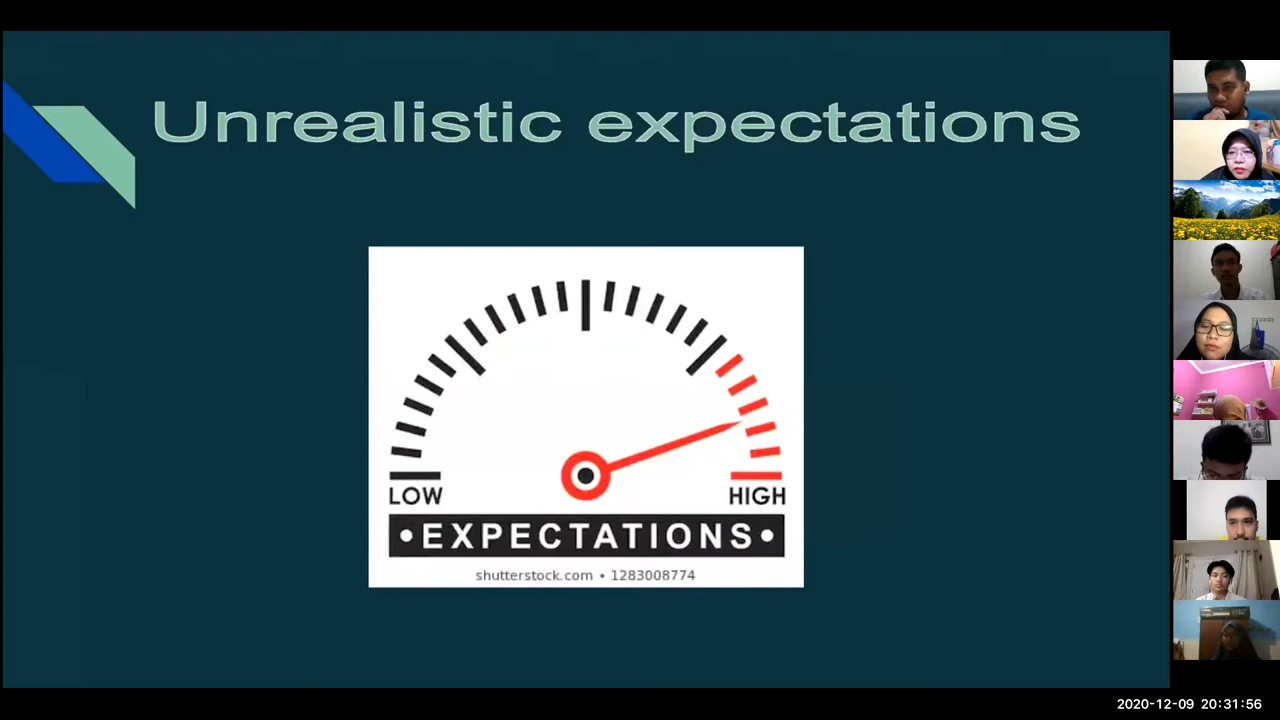 Unrealistic expectations
LOW HIGH
• EXPECTATIONS •
shutterstock.com • 1283008774
2020-12-09 20:31:56